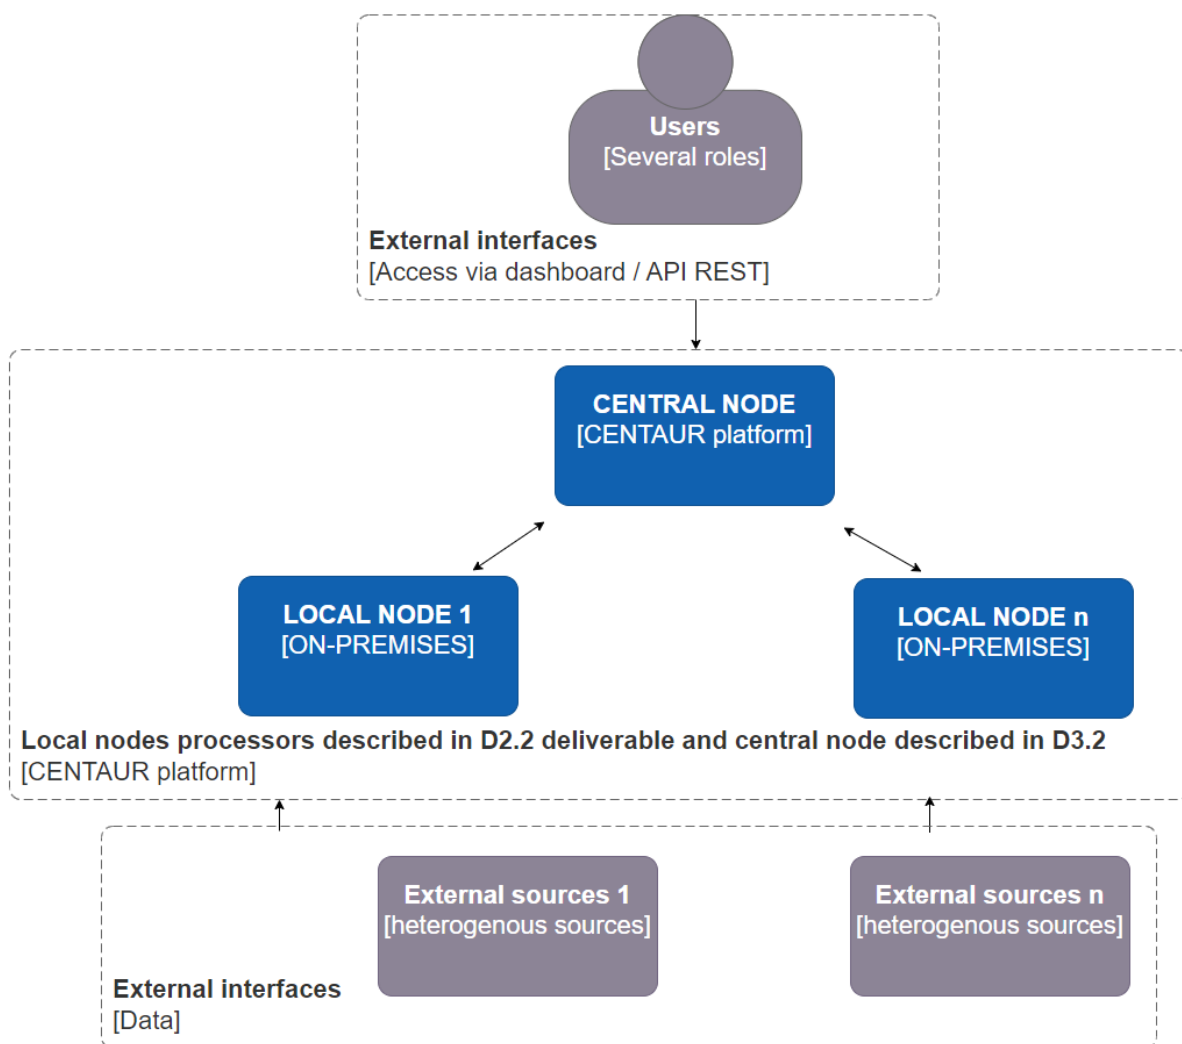 Users
[Several roles]
External interfaces
[Access via dashboard / API REST]
CENTRAL NODE
[CENTAUR platform]
LOCAL NODE 1
[ON-PREMISES]
LOCAL NODE n
[ON-PREMISES]
Local nodes processors described in D2.2 deliverable and central node described in D3.2
[CENTAUR platform]
External sources 1
[heterogenous sources]
External sources n
[heterogenous sources]
External interfaces
[Data]